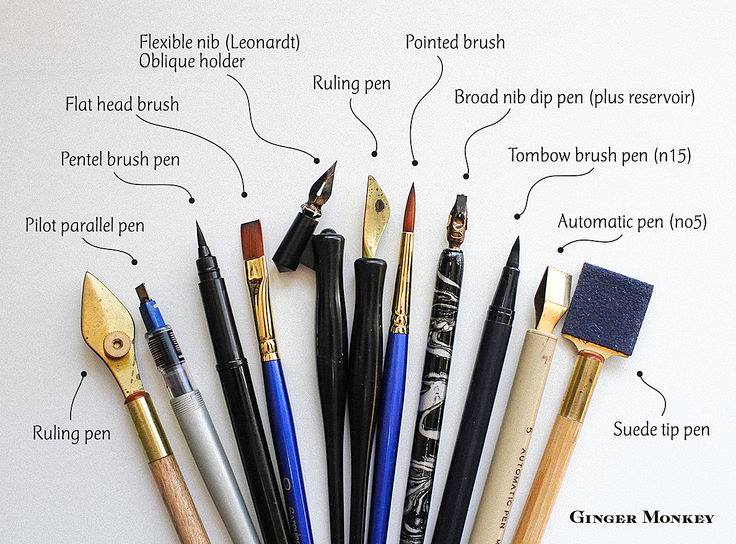 Flexible nib (Leonardt)
Oblique holder
Pointed brush
Ruling pen
Flat head brush
Broad nib dip pen (plus reservoir)
Pentel brush pen
Tombow brush pen (n15)
Pilot parallel pen
Automatic pen (no5)
Ruling pen
Suede tip pen
5 AUTOMATIC PEN
GINGER MONKEY